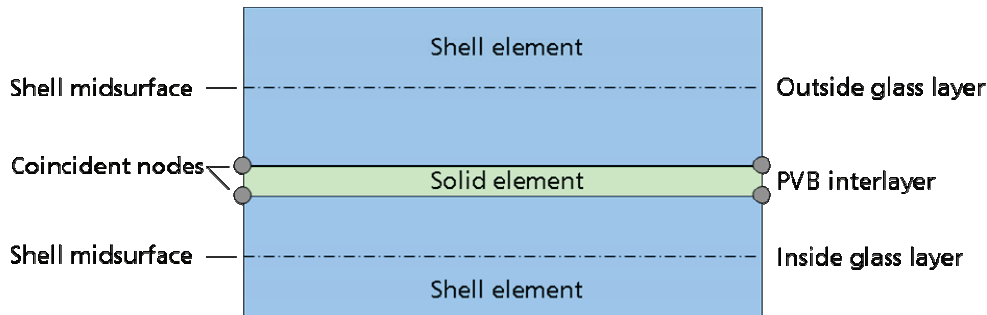 Shell element
Shell midsurface
Outside glass layer
Coincident nodes
Solid element
PVB interlayer
Shell midsurface
Inside glass layer
Shell element